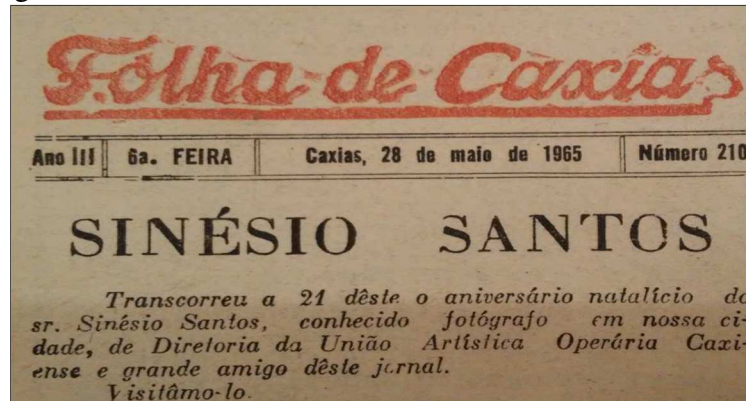 Fôlha de Caxias
Ano III 6a. FEIRA Caxias, 28 de maio de 1965 Número 210
SINÉSIO SANTOS
Transcorreu a 21 dêste o aniversário natalício do
sr. Sinésio Santos, conhecido fotógrafo em nossa ci-
dade, de Diretoria da União Artística Operária Caxi-
ense e grande amigo dêste jornal.
Visitâmo-lo.